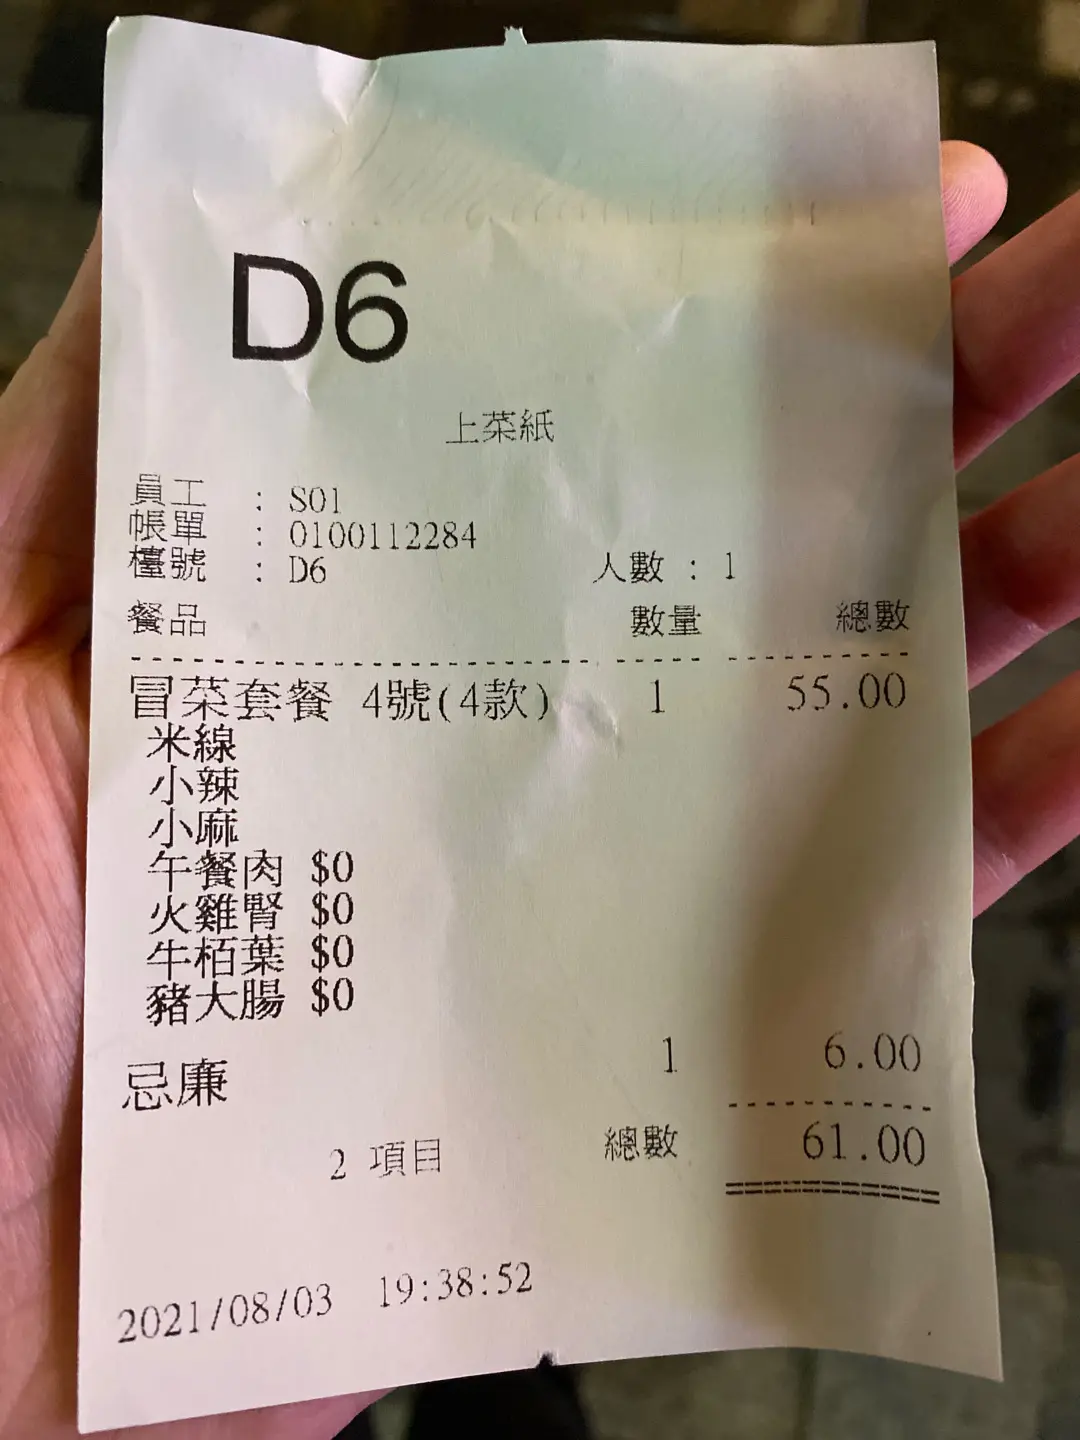 D6
上菜紙
員工 : S01
帳單 : 0100112284
檯號 : D6 人數 : 1
餐品 數量 總數
冒菜套餐 4號(4款) 1 55.00
米線
小辣
小麻
午餐肉 $0
火雞腎 $0
牛栢葉 $0
豬大腸 $0
忌廉 1 6.00
2 項目 總數 61.00
2021/08/03 19:38:52